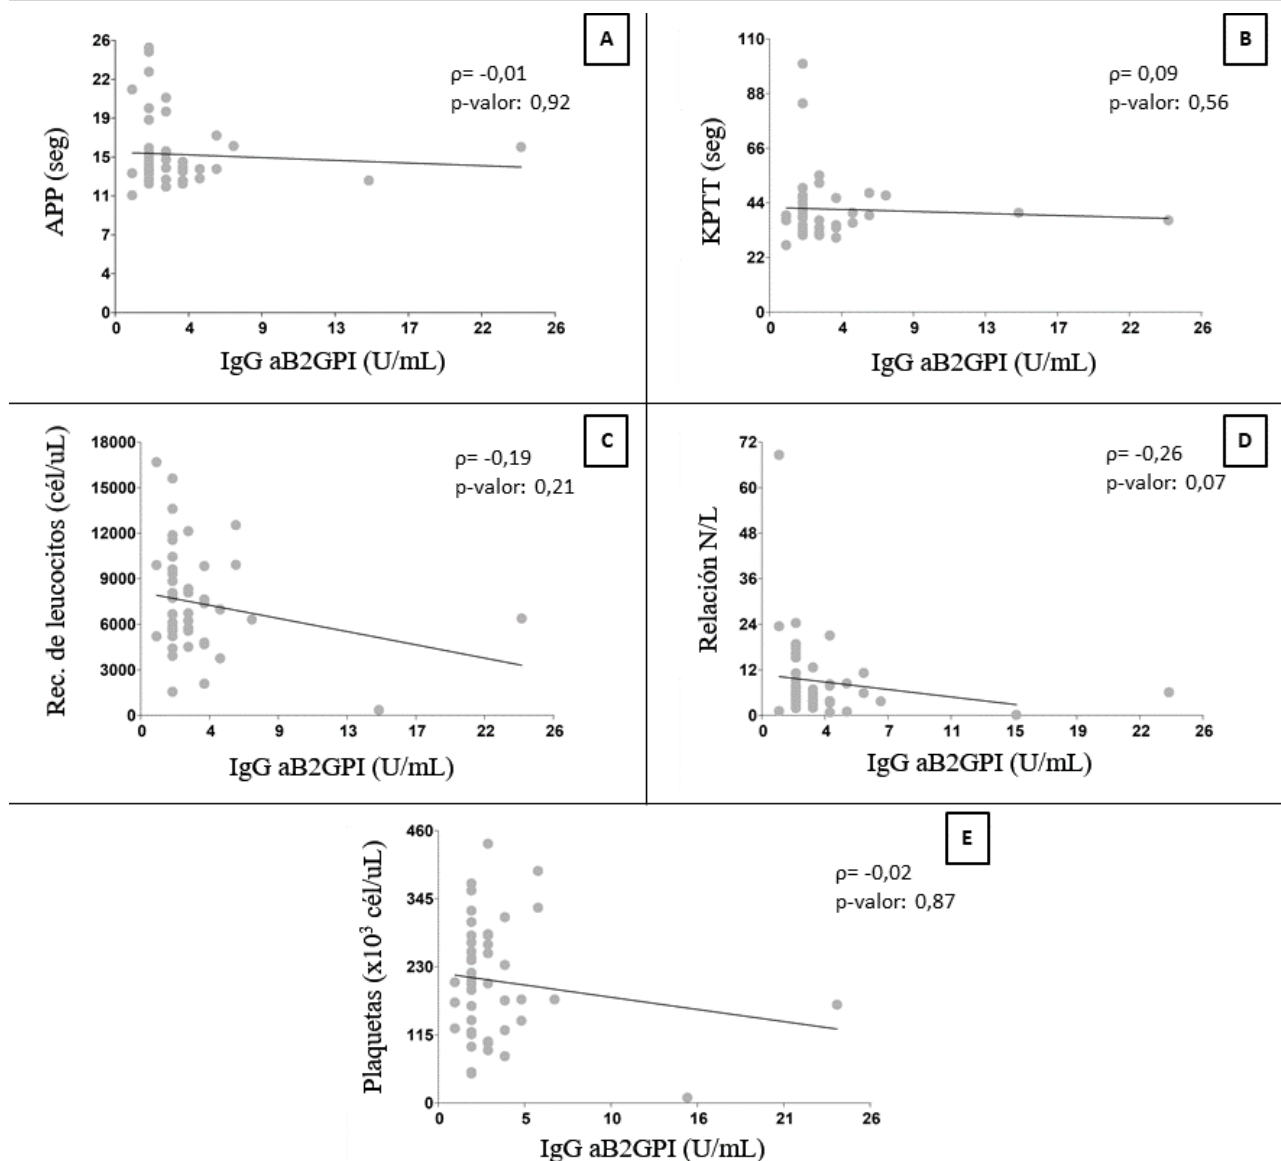 A
ρ= -0,01
p-valor: 0,92
APP (seg)
26
22
19
15
11
7
4
0
0 4 9 13 17 22 26
IgG aB2GPI (U/mL)
B
ρ= 0,09
p-valor: 0,56
KPTT (seg)
110
88
66
44
22
0
0 4 9 13 17 22 26
IgG aB2GPI (U/mL)
C
ρ= -0,19
p-valor: 0,21
Rec. de leucocitos (cél/uL)
18000
15000
12000
9000
6000
3000
0
0 4 9 13 17 22 26
IgG aB2GPI (U/mL)
D
ρ= -0,26
p-valor: 0,07
Relación N/L
72
60
48
36
24
12
0
0 4 7 11 15 19 22 26
IgG aB2GPI (U/mL)
E
ρ= -0,02
p-valor: 0,87
Plaquetas (x10³ cél/uL)
460
345
230
115
0
0 5 10 16 21 26
IgG aB2GPI (U/mL)